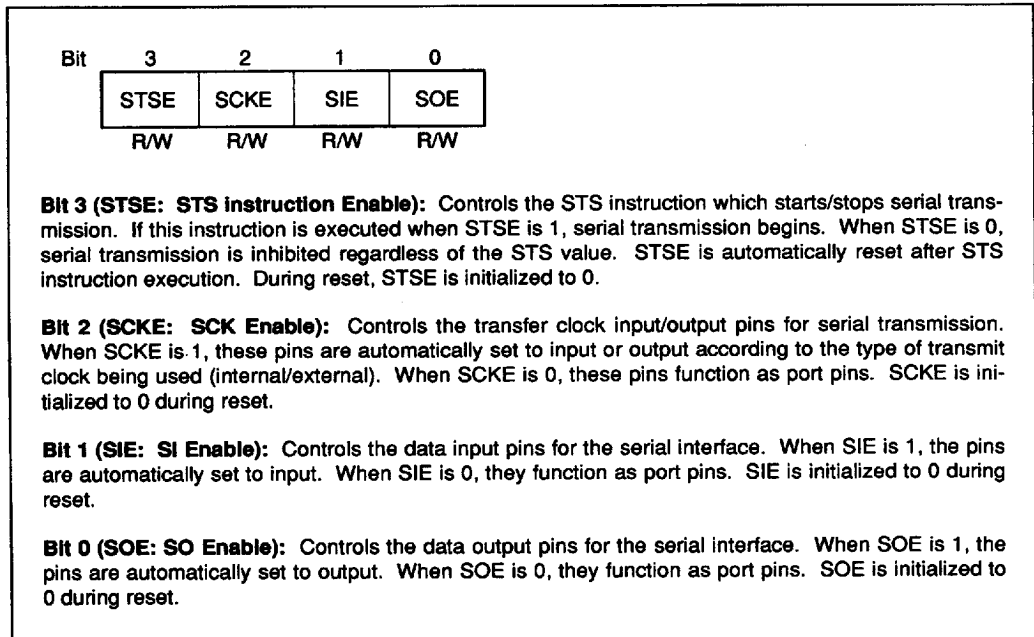 Bit 3 2 1 0
STSE SCKE SIE SOE
R/W R/W R/W R/W
Bit 3 (STSE: STS instruction Enable): Controls the STS instruction which starts/stops serial trans-
mission. If this instruction is executed when STSE is 1, serial transmission begins. When STSE is 0,
serial transmission is inhibited regardless of the STS value. STSE is automatically reset after STS
instruction execution. During reset, STSE is initialized to 0.
Bit 2 (SCKE: SCK Enable): Controls the transfer clock input/output pins for serial transmission.
When SCKE is 1, these pins are automatically set to input or output according to the type of transmit
clock being used (internal/external). When SCKE is 0, these pins function as port pins. SCKE is ini-
tialized to 0 during reset.
Bit 1 (SIE: SI Enable): Controls the data input pins for the serial interface. When SIE is 1, the pins
are automatically set to input. When SIE is 0, they function as port pins. SIE is initialized to 0 during
reset.
Bit 0 (SOE: SO Enable): Controls the data output pins for the serial interface. When SOE is 1, the
pins are automatically set to output. When SOE is 0, they function as port pins. SOE is initialized to
0 during reset.